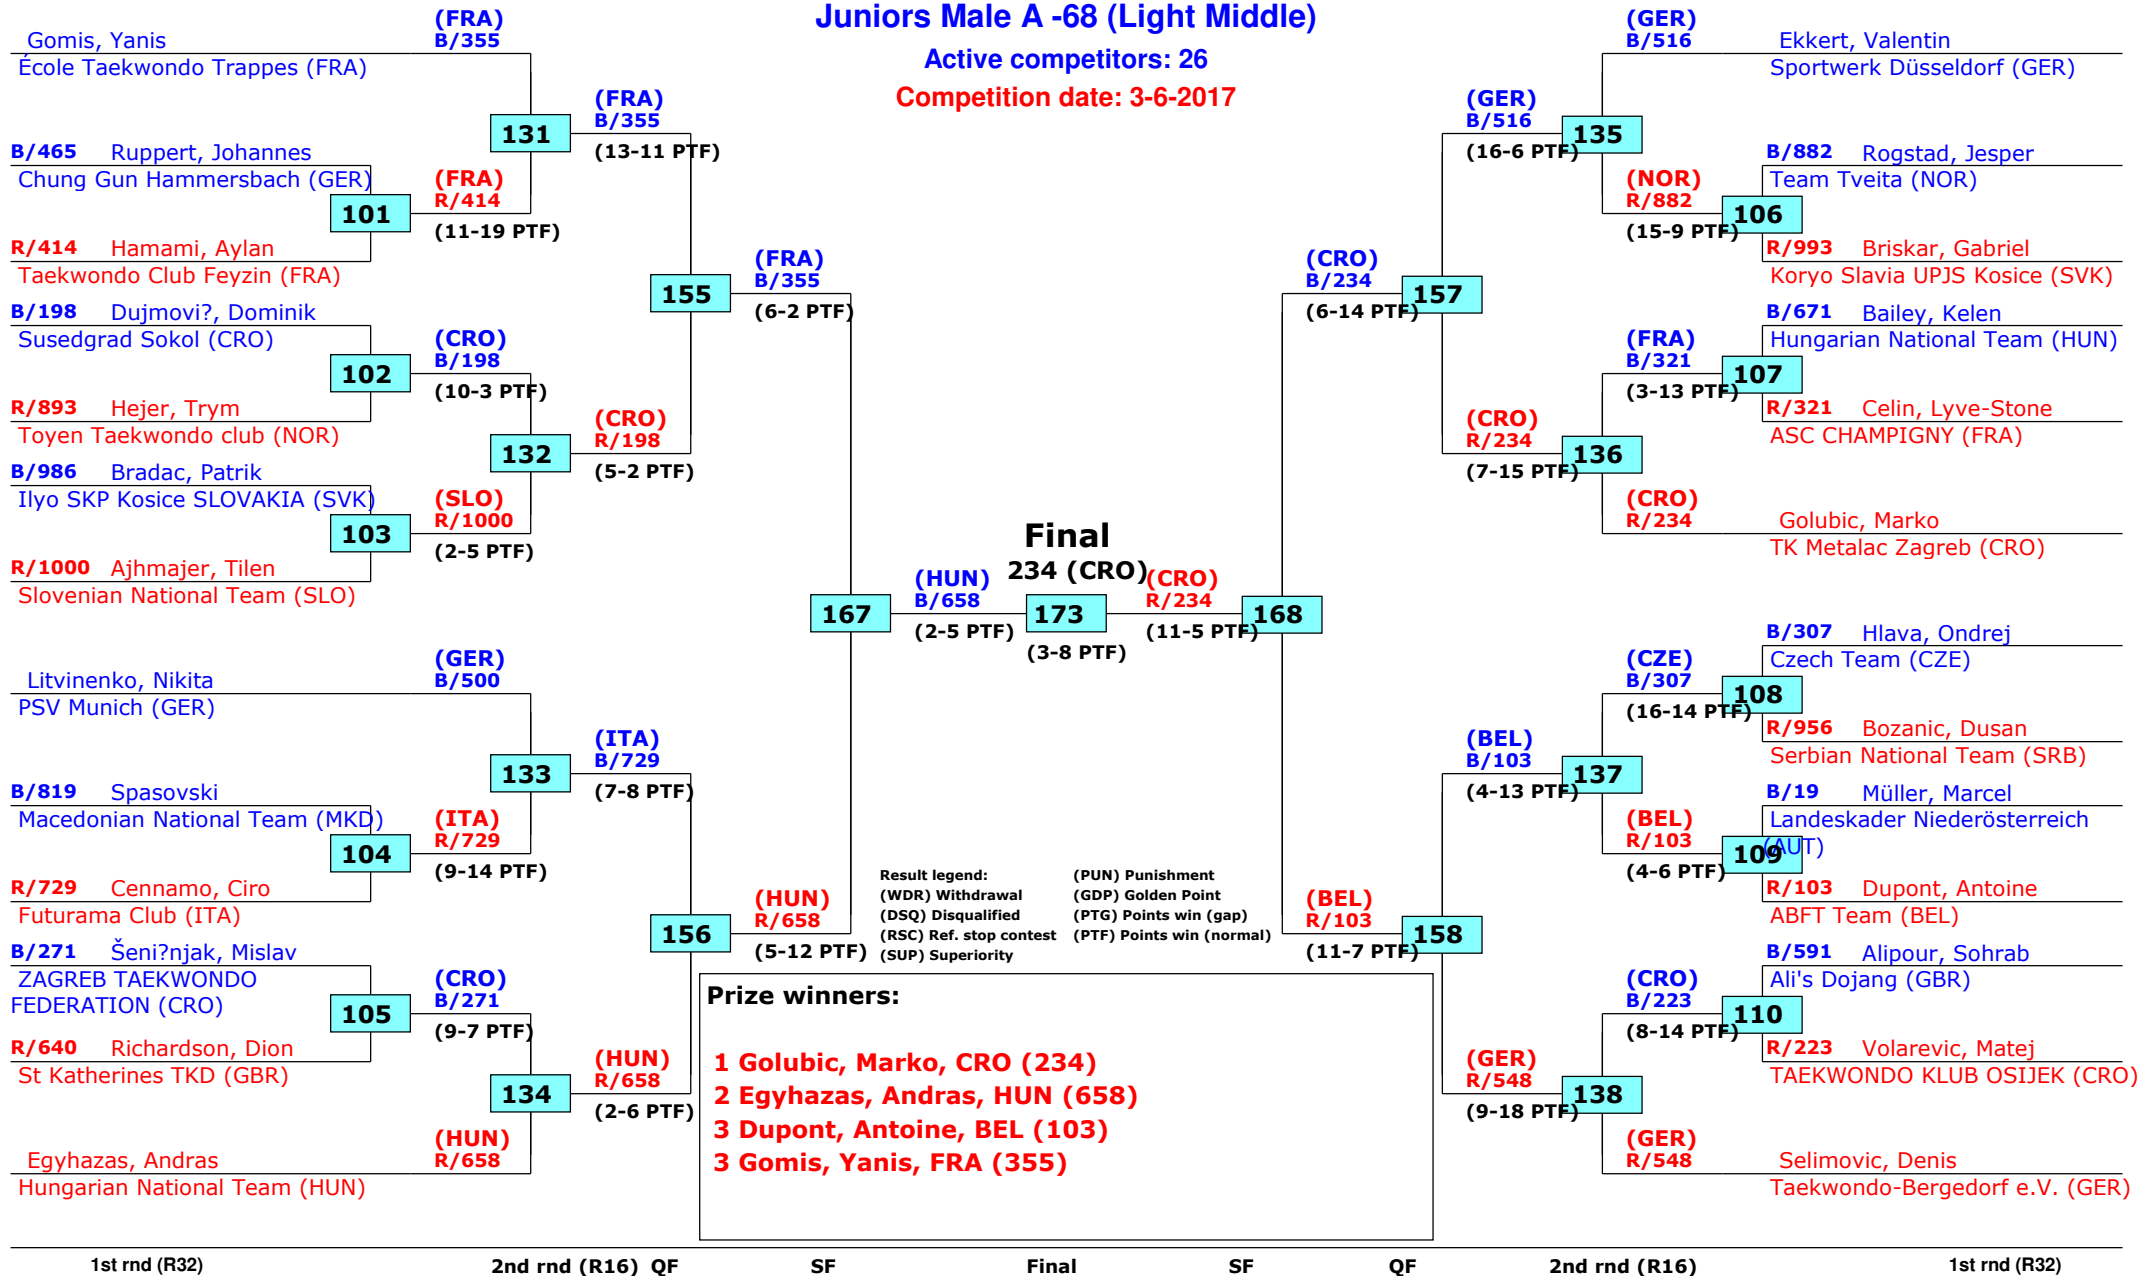 Juniors Male A -68 (Light Middle)
Active competitors: 26
Competition date: 3-6-2017
Gomis, Yanis
École Taekwondo Trappes (FRA)
(FRA)
B/355
B/465 Ruppert, Johannes
Chung Gun Hammersbach (GER)
101
R/414 Hamami, Aylan
Taekwondo Club Feyzin (FRA)
(FRA)
R/414
(11-19 PTF)
131
(FRA)
B/355
(13-11 PTF)
B/198 Dujmovi?, Dominik
Susedgrad Sokol (CRO)
102
R/893 Hejer, Trym
Toyen Taekwondo club (NOR)
(CRO)
B/198
(10-3 PTF)
B/986 Bradac, Patrik
Ilyo SKP Kosice SLOVAKIA (SVK)
103
R/1000 Ajhmajer, Tilen
Slovenian National Team (SLO)
(SLO)
R/1000
(2-5 PTF)
132
(CRO)
R/198
(5-2 PTF)
155
(FRA)
B/355
(6-2 PTF)
Litvinenko, Nikita
PSV Munich (GER)
(GER)
B/500
B/819 Spasovski
Macedonian National Team (MKD)
104
R/729 Cennamo, Ciro
Futurama Club (ITA)
(ITA)
R/729
(9-14 PTF)
133
(ITA)
B/729
(7-8 PTF)
B/271 Šeni?njak, Mislav
ZAGREB TAEKWONDO
FEDERATION (CRO)
105
R/640 Richardson, Dion
St Katherines TKD (GBR)
(CRO)
B/271
(9-7 PTF)
Egyhazas, Andras
Hungarian National Team (HUN)
(HUN)
R/658
134
(HUN)
R/658
(2-6 PTF)
156
(HUN)
R/658
(5-12 PTF)
167
(HUN)
B/658
(2-5 PTF)
Final
234 (CRO)
173
(3-8 PTF)
(CRO)
R/234
(11-5 PTF)
168
(CRO)
B/234
(6-14 PTF)
157
(GER)
B/516
(16-6 PTF)
135
(GER)
B/516
Ekkert, Valentin
Sportwerk Düsseldorf (GER)
(NOR)
R/882
(15-9 PTF)
106
B/882 Rogstad, Jesper
Team Tveita (NOR)
R/993 Briskar, Gabriel
Koryo Slavia UPJS Kosice (SVK)
(CRO)
R/234
(7-15 PTF)
136
(FRA)
B/321
(3-13 PTF)
107
B/671 Bailey, Kelen
Hungarian National Team (HUN)
R/321 Celin, Lyve-Stone
ASC CHAMPIGNY (FRA)
(CRO)
R/234
Golubic, Marko
TK Metalac Zagreb (CRO)
(BEL)
R/103
(11-7 PTF)
158
(BEL)
B/103
(4-13 PTF)
137
(CZE)
B/307
(16-14 PTF)
108
B/307 Hlava, Ondrej
Czech Team (CZE)
R/956 Bozanic, Dusan
Serbian National Team (SRB)
(BEL)
R/103
(4-6 PTF)
109
B/19 Müller, Marcel
Landeskader Niederösterreich
(AUT)
R/103 Dupont, Antoine
ABFT Team (BEL)
(GER)
R/548
(9-18 PTF)
138
(CRO)
B/223
(8-14 PTF)
110
B/591 Alipour, Sohrab
Ali's Dojang (GBR)
R/223 Volarevic, Matej
TAEKWONDO KLUB OSIJEK (CRO)
(GER)
R/548
Selimovic, Denis
Taekwondo-Bergedorf e.V. (GER)
Result legend:
(WDR) Withdrawal
(DSQ) Disqualified
(RSC) Ref. stop contest
(SUP) Superiority
(PUN) Punishment
(GDP) Golden Point
(PTG) Points win (gap)
(PTF) Points win (normal)
Prize winners:
1 Golubic, Marko, CRO (234)
2 Egyhazas, Andras, HUN (658)
3 Dupont, Antoine, BEL (103)
3 Gomis, Yanis, FRA (355)
1st rnd (R32) 2nd rnd (R16) QF SF Final SF QF 2nd rnd (R16) 1st rnd (R32)